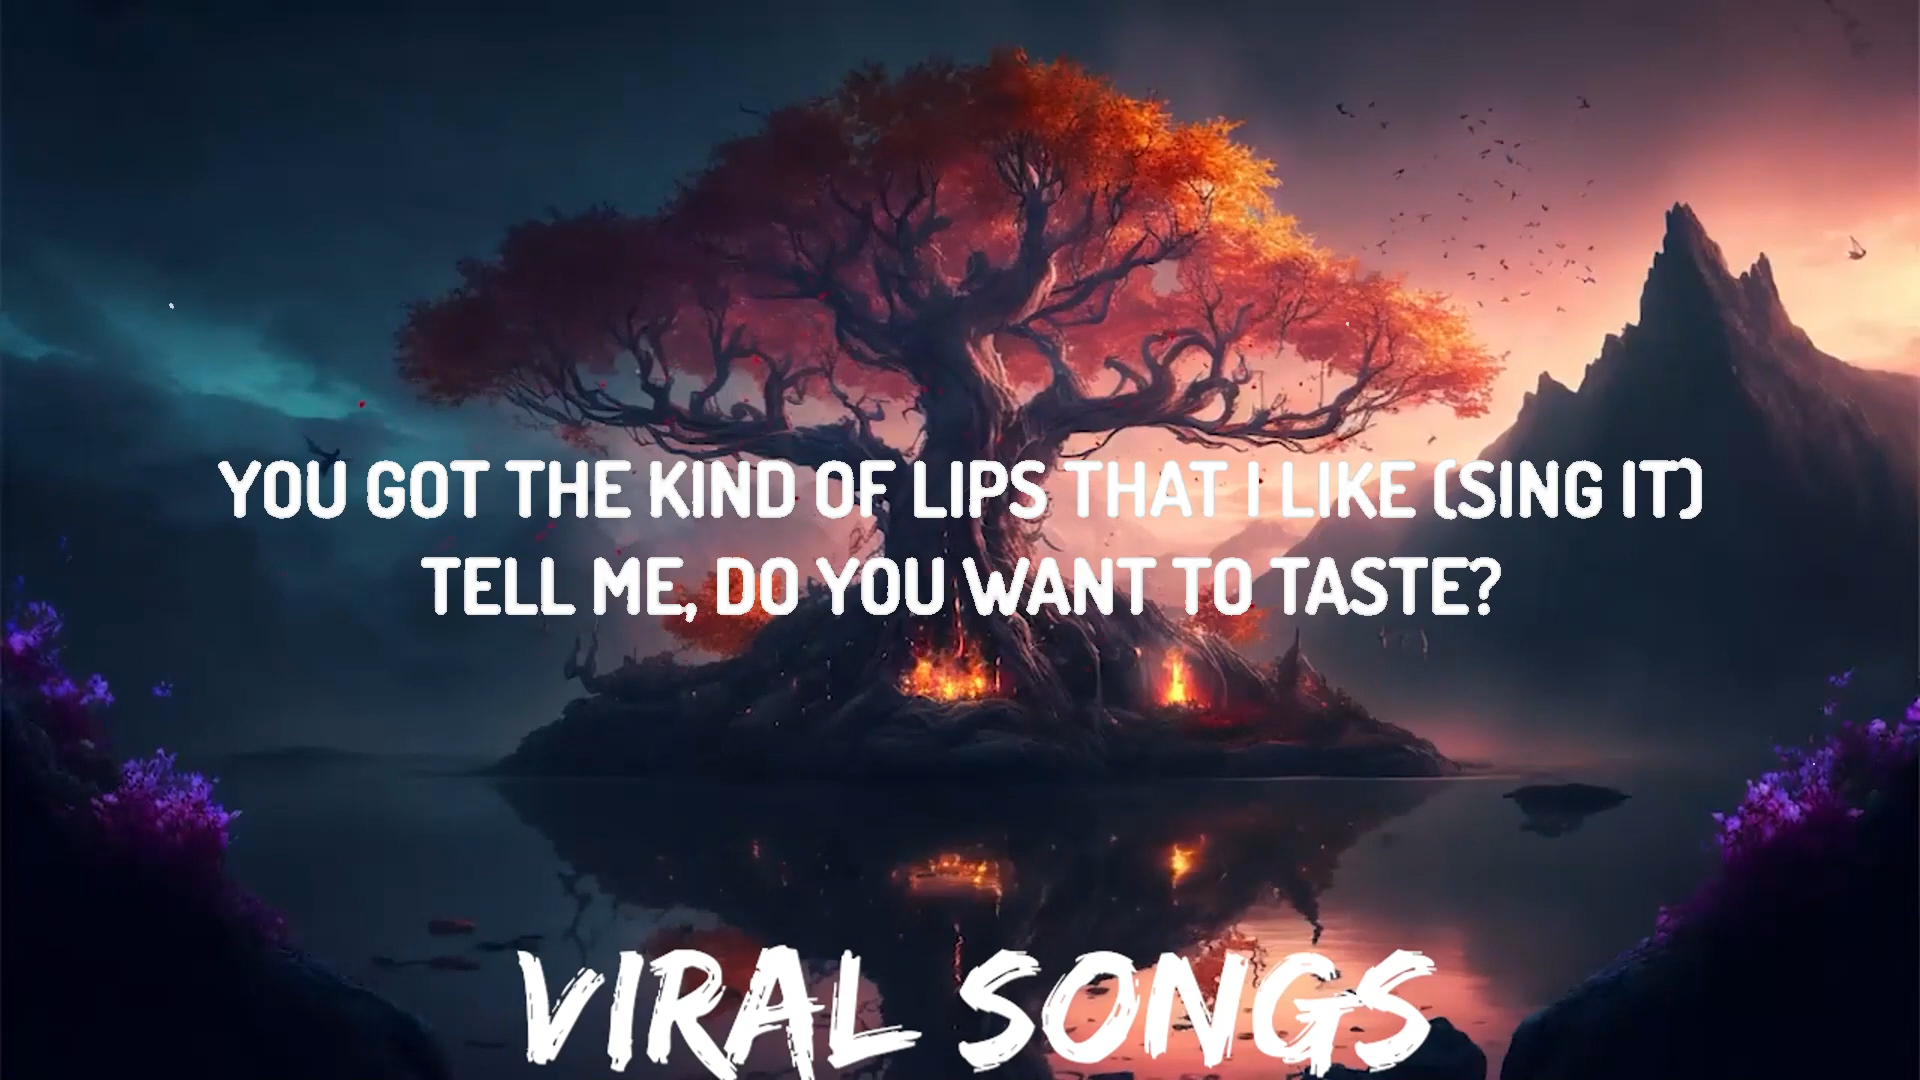 YOU GOT THE KIND OF LIPS THAT I LIKE (SING IT)
TELL ME, DO YOU WANT TO TASTE?
VIRAL SONGS